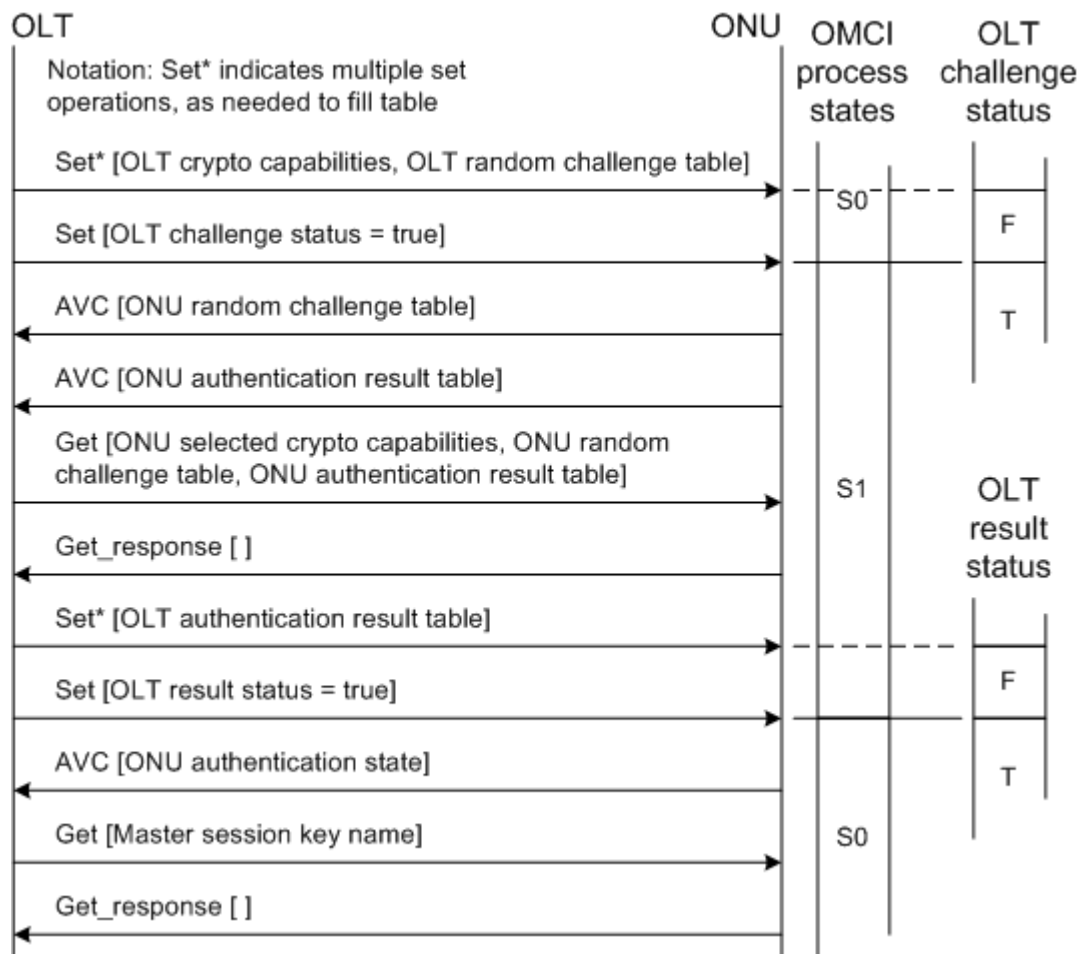 OLT
ONU
OMCI
process
states
OLT
challenge
status
Notation: Set* indicates multiple set
operations, as needed to fill table
Set* [OLT crypto capabilities, OLT random challenge table]
S0
F
Set [OLT challenge status = true]
T
AVC [ONU random challenge table]
AVC [ONU authentication result table]
Get [ONU selected crypto capabilities, ONU random
challenge table, ONU authentication result table]
S1
OLT
result
status
Get_response [ ]
Set* [OLT authentication result table]
F
Set [OLT result status = true]
T
AVC [ONU authentication state]
Get [Master session key name]
S0
Get_response [ ]